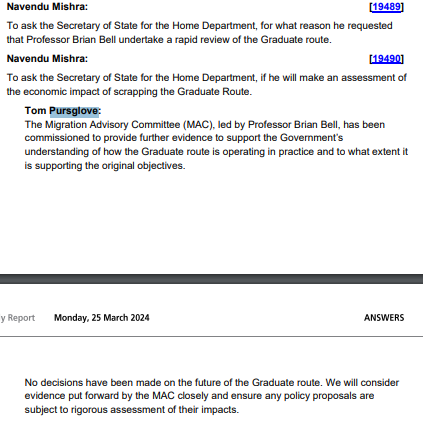 Navendu Mishra: [19489]
To ask the Secretary of State for the Home Department, for what reason he requested
that Professor Brian Bell undertake a rapid review of the Graduate route.
Navendu Mishra: [19490]
To ask the Secretary of State for the Home Department, if he will make an assessment of
the economic impact of scrapping the Graduate Route.
Tom Pursglove:
The Migration Advisory Committee (MAC), led by Professor Brian Bell, has been
commissioned to provide further evidence to support the Government's
understanding of how the Graduate route is operating in practice and to what extent it
is supporting the original objectives.
y Report Monday, 25 March 2024 ANSWERS
No decisions have been made on the future of the Graduate route. We will consider
evidence put forward by the MAC closely and ensure any policy proposals are
subject to rigorous assessment of their impacts.